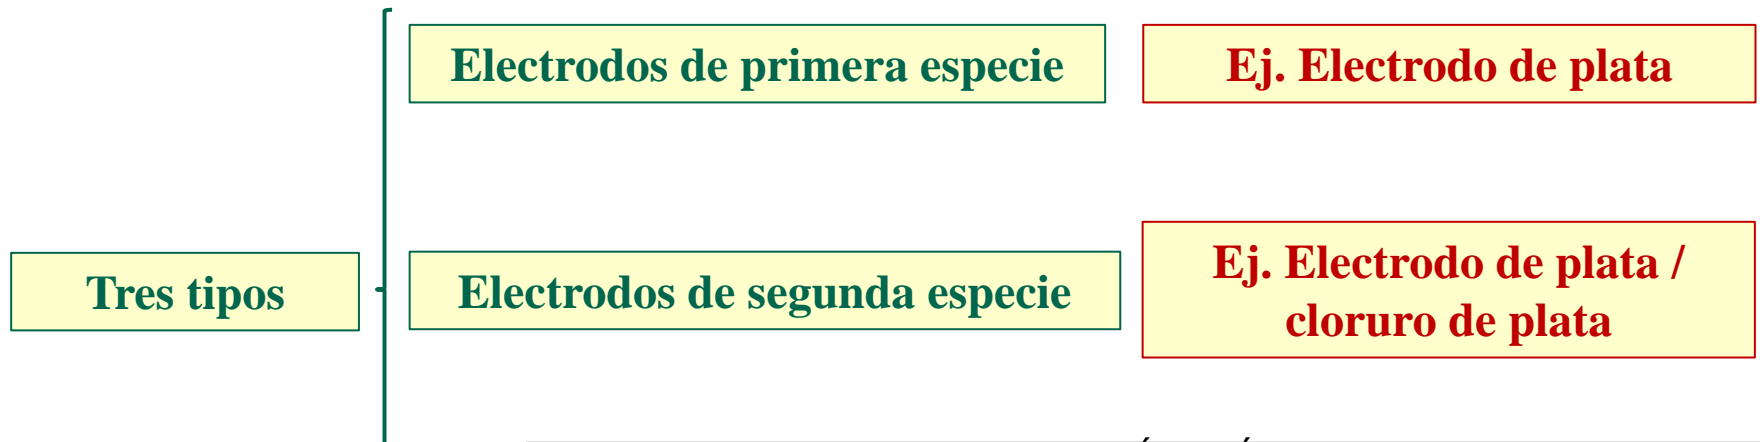 Electrodos de primera especie
Ej. Electrodo de plata
Tres tipos
Electrodos de segunda especie
Ej. Electrodo de plata /
cloruro de plata